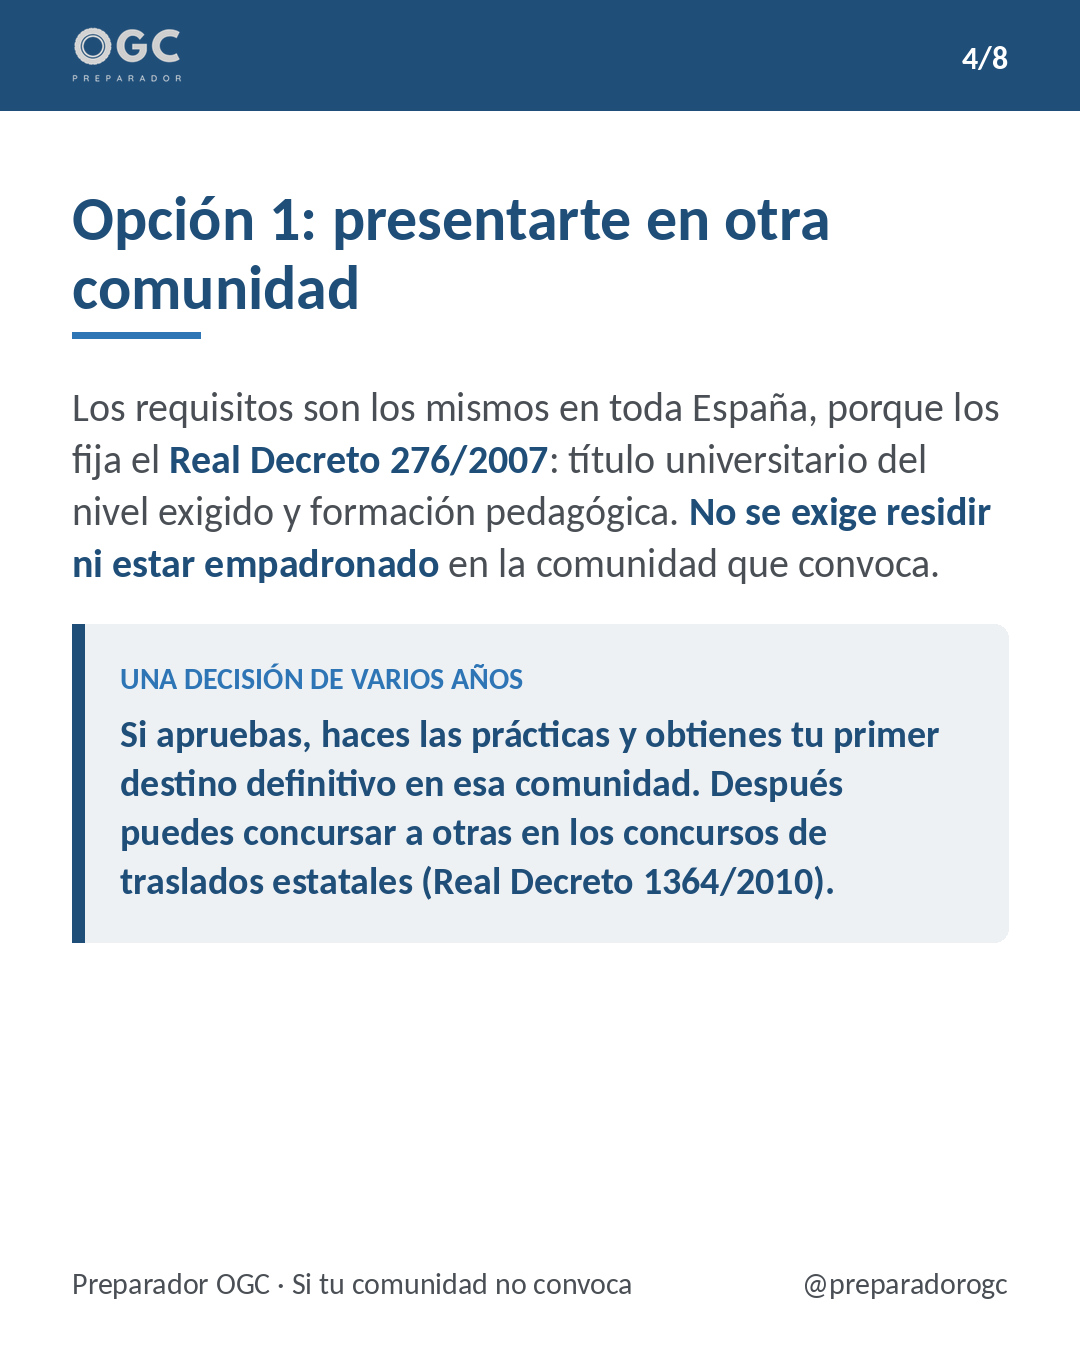 OGC
PREPARADOR
4/8
Opción 1: presentarte en otra
comunidad
Los requisitos son los mismos en toda España, porque los
fija el Real Decreto 276/2007: título universitario del
nivel exigido y formación pedagógica. No se exige residir
ni estar empadronado en la comunidad que convoca.
UNA DECISIÓN DE VARIOS AÑOS
Si apruebas, haces las prácticas y obtienes tu primer
destino definitivo en esa comunidad. Después
puedes concursar a otras en los concursos de
traslados estatales (Real Decreto 1364/2010).
Preparador OGC · Si tu comunidad no convoca
@preparadorogc